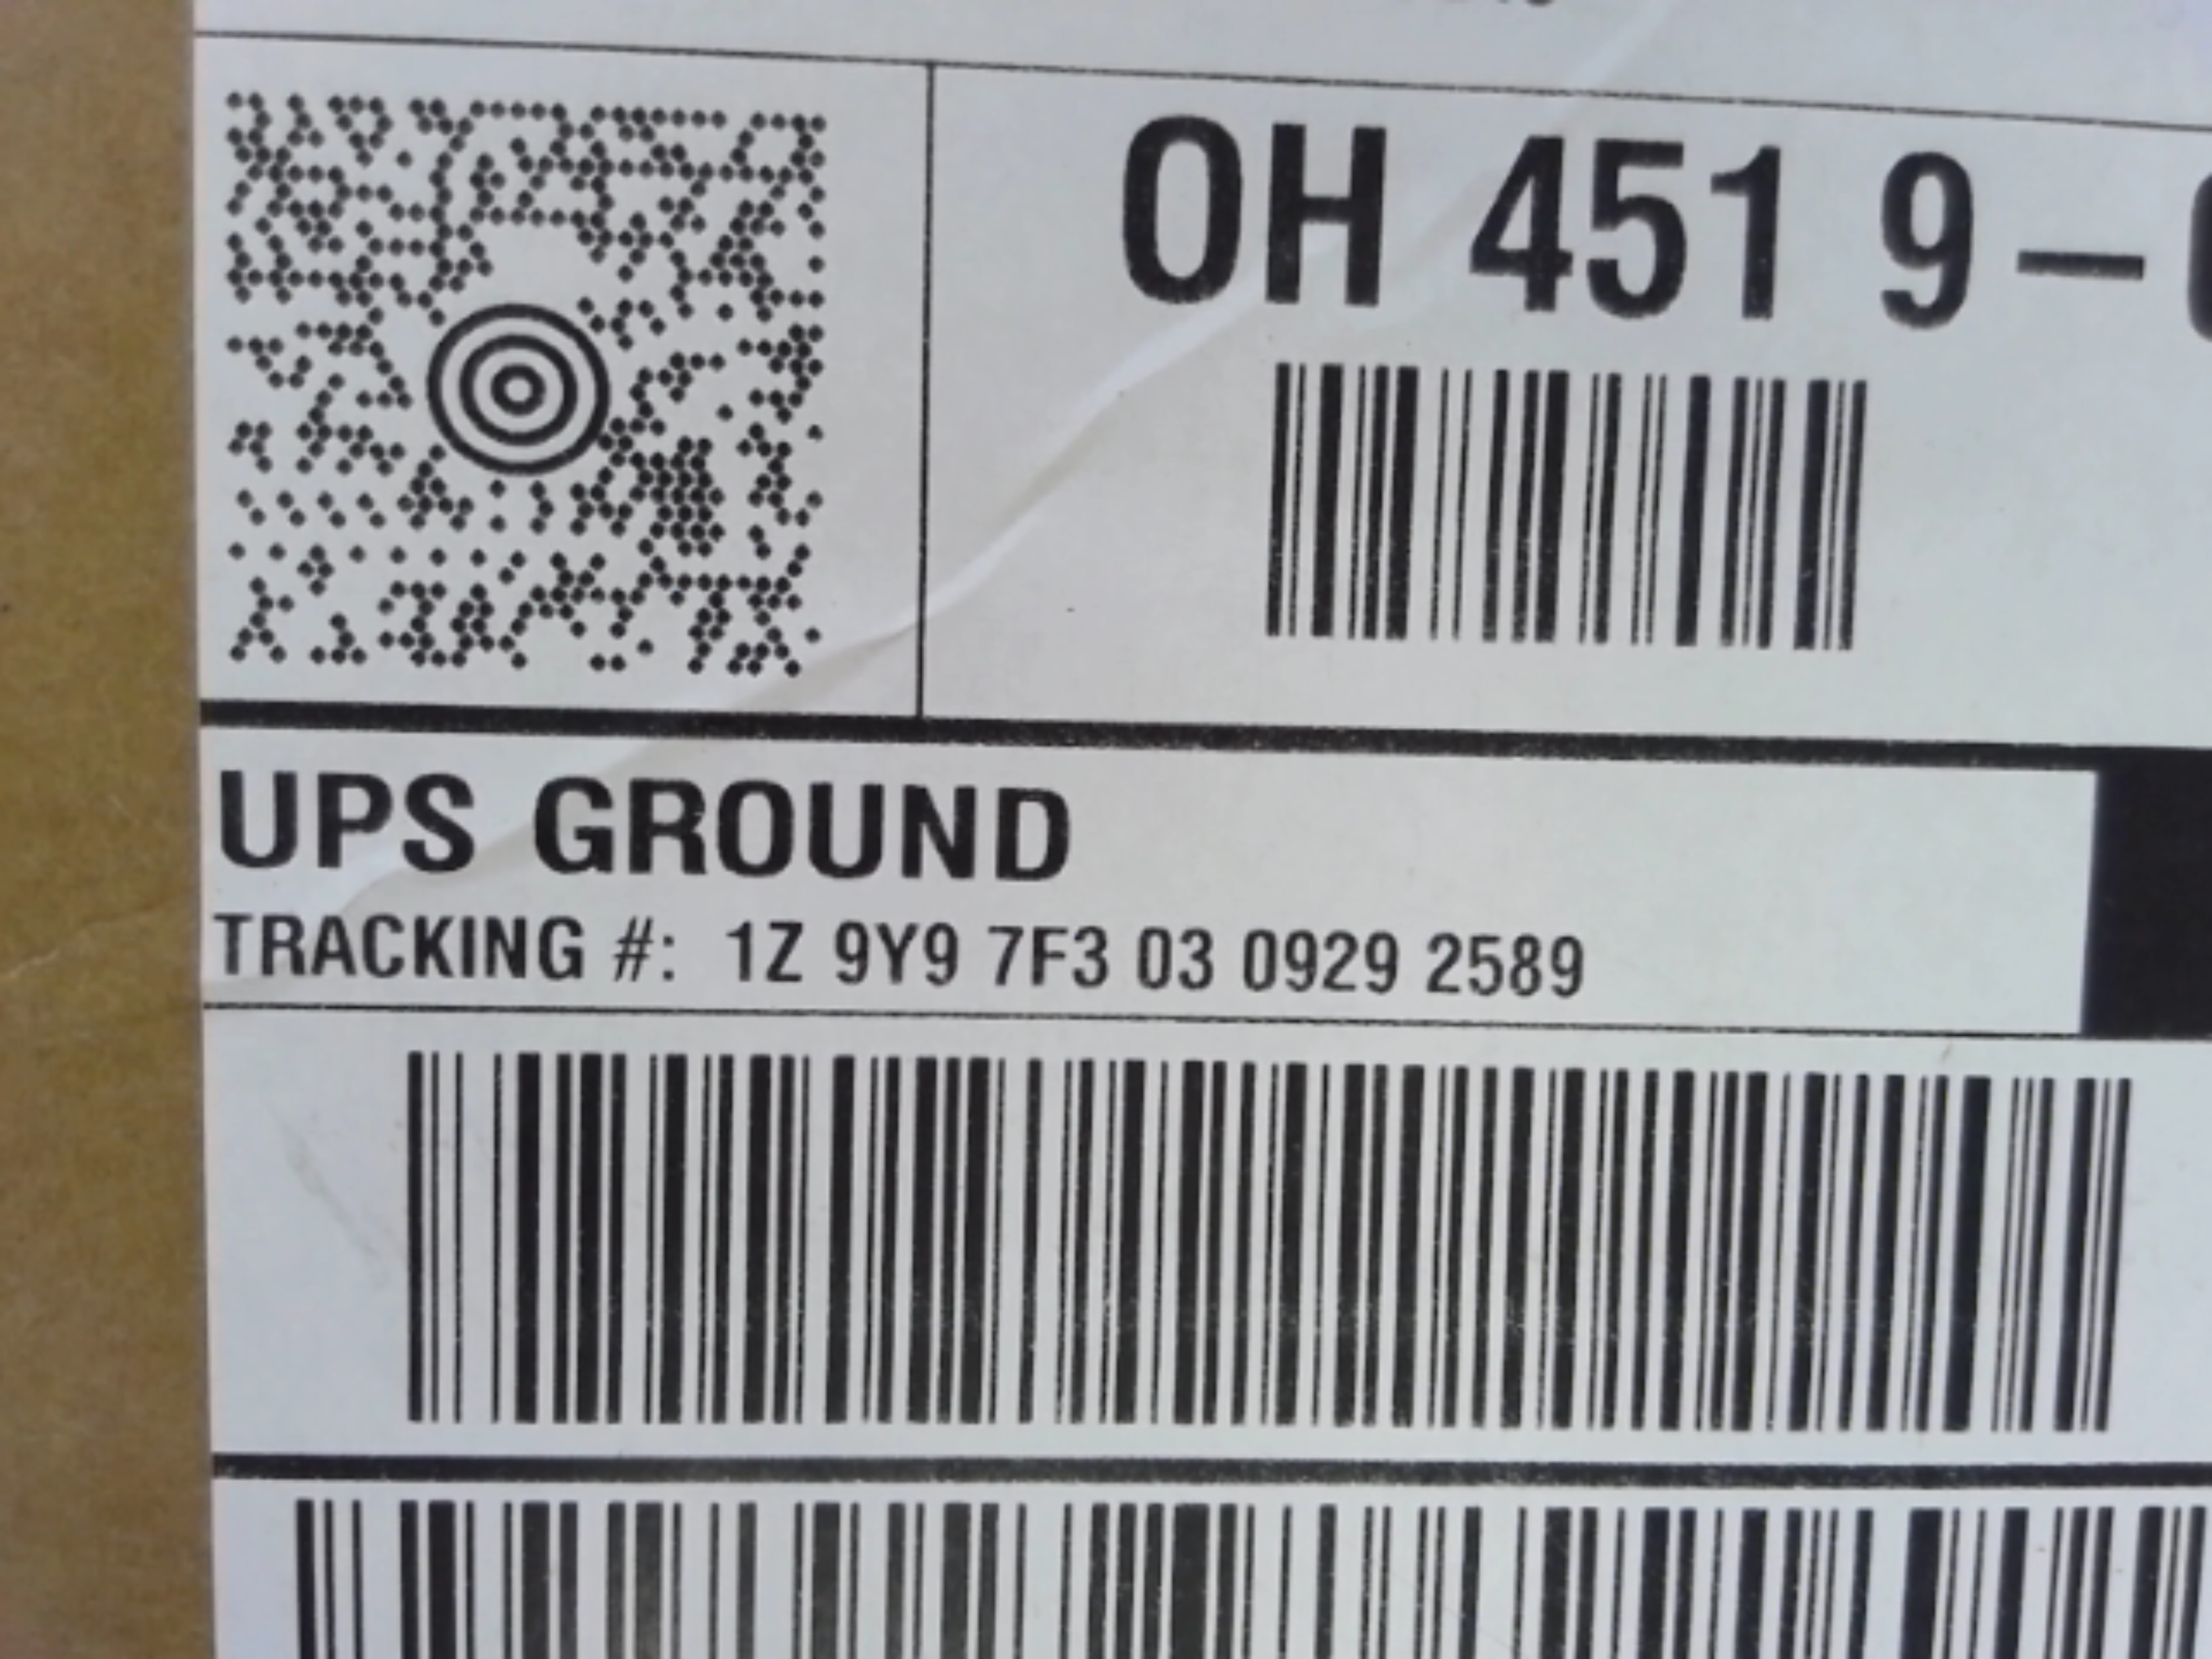 OH 451 9–
UPS GROUND
TRACKING #: 1Z 9Y9 7F3 03 0929 2589